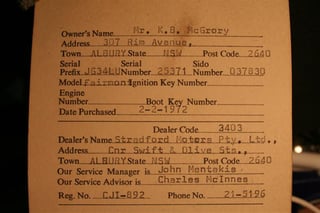 Owner's Name Mr. K.B. McGrory
Address 307 Rim Avenue,
Town ALBURY State NSW Post Code 2640
Serial Serial Sido
Prefix JG34LU Number 25371 Number 037830
Model Fairmont Ignition Key Number
Engine
Number Boot Key Number
Date Purchased 2-2-1972
Dealer Code 3403
Dealer's Name Stredford Motors Pty. Ltd.,
Address Cnr Swift & Olive Sts.,
Town ALBURY State NSW Post Code 2640
Our Service Manager is John Mentekis
Our Service Advisor is Charles McInnes
Reg. No. CJI-892 Phone No. 21-5196